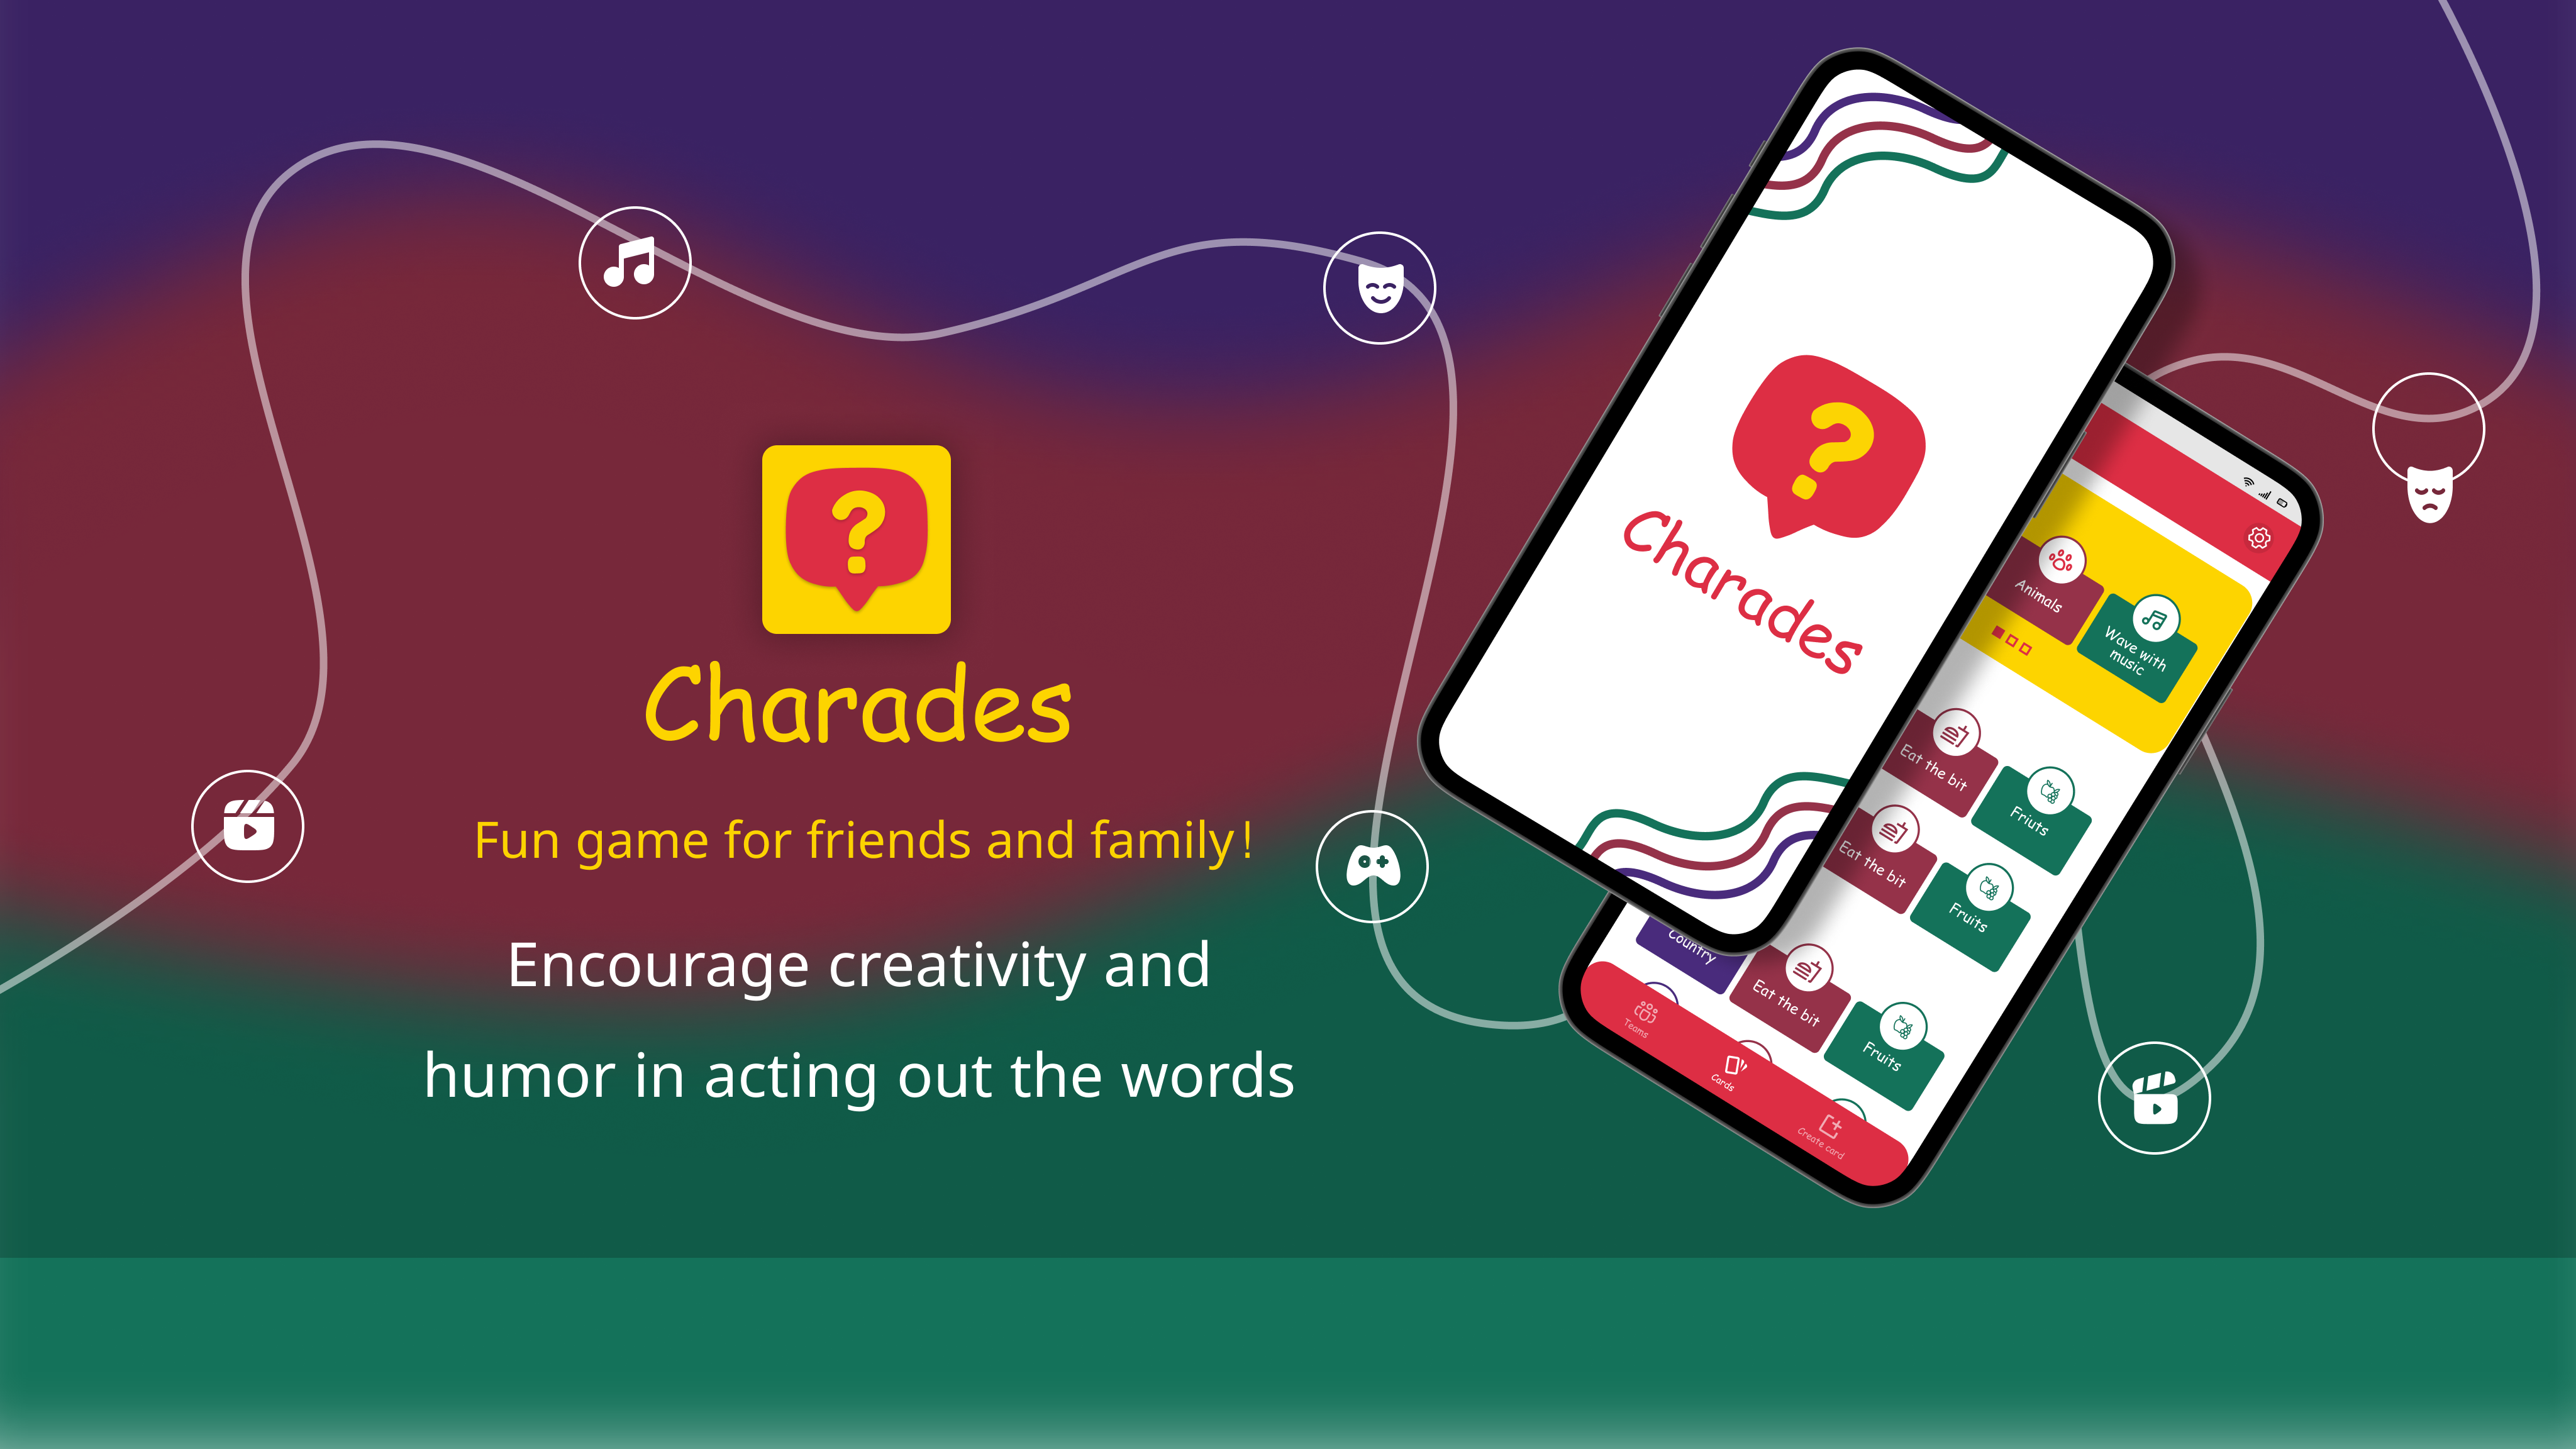 Charades
Fun game for friends and family!
Encourage creativity and
humor in acting out the words
Charades
Animals
Wave with
music
Eat the bit
Friuts
Eat the bit
Fruits
Country
Eat the bit
Fruits
Teams
Cards
Create card